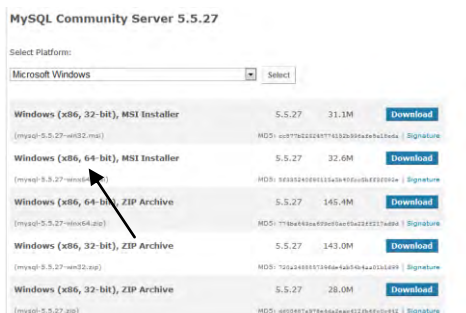 MySQL Community Server 5.5.27
Select Platform:
Microsoft Windows Select
Windows (x86, 32-bit), MSI Installer 5.5.27 31.1M Download
(mysql-5.5.27-win32.msi) MD5: | Signature
Windows (x86, 64-bit), MSI Installer 5.5.27 32.6M Download
MD5: | Signature
Windows (x86, 64-bit), ZIP Archive 5.5.27 145.4M Download
(mysql-5.5.27-winx64.zip) MD5: | Signature
Windows (x86, 32-bit), ZIP Archive 5.5.27 143.0M Download
(mysql-5.5.27-win32.zip) MD5: | Signature
Windows (x86, 32-bit), ZIP Archive 5.5.27 28.0M Download
(mysql-5.5.27.zip) MD5: | Signature